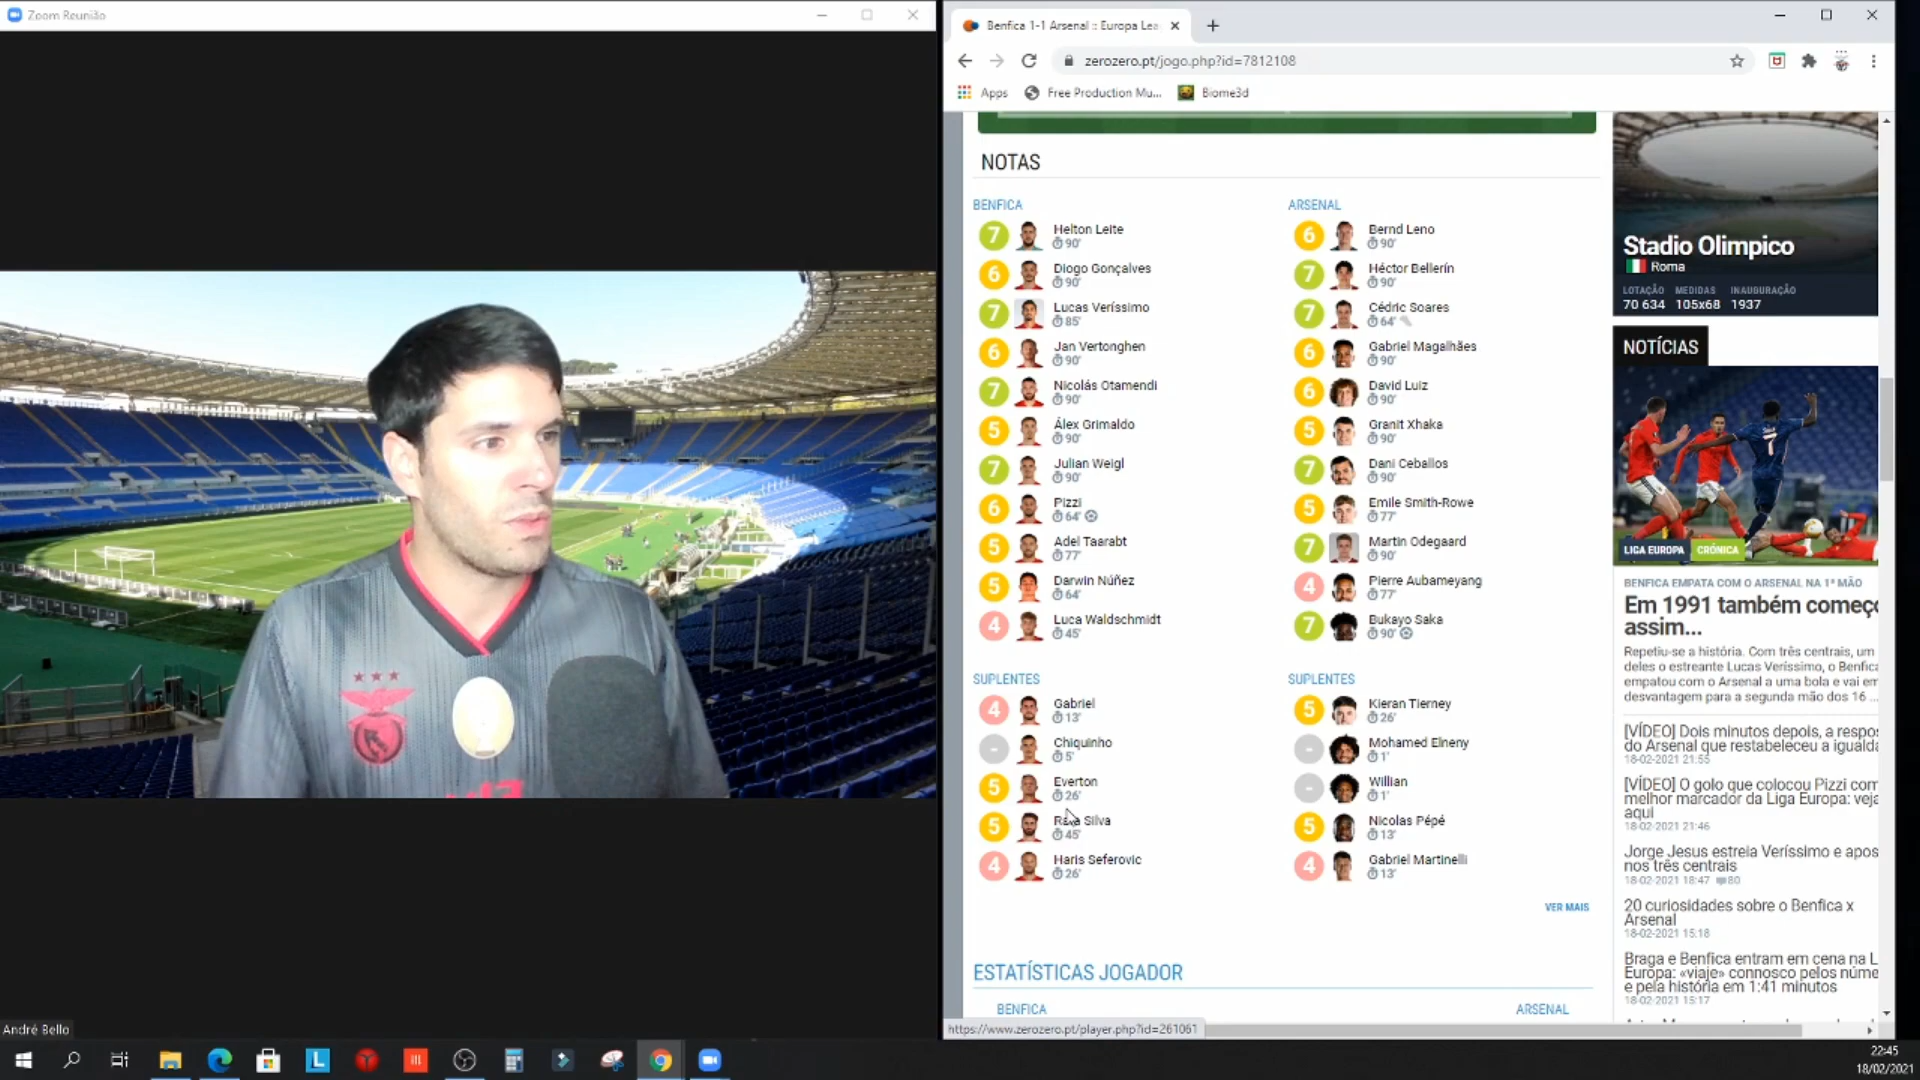 Zoom Reunião
Benfica 1-1 Arsenal :: Europa Lea
zerozero.pt/jogo.php?id=7812108
Apps
Free Production Mu...
Biome3d
NOTAS
BENFICA
7 Helton Leite
90'
6 Diogo Gonçalves
90'
7 Lucas Veríssimo
85'
6 Jan Vertonghen
90'
7 Nicolás Otamendi
90'
5 Álex Grimaldo
90'
7 Julian Weigl
90'
6 Pizzi
64'
5 Adel Taarabt
77'
5 Darwin Núñez
64'
4 Luca Waldschmidt
45'
SUPLENTES
4 Gabriel
13'
- Chiquinho
5'
5 Everton
26'
5 Rafa Silva
45'
4 Haris Seferovic
26'
ARSENAL
6 Bernd Leno
90'
7 Héctor Bellerín
90'
7 Cédric Soares
64'
6 Gabriel Magalhães
90'
6 David Luiz
90'
5 Granit Xhaka
90'
7 Dani Ceballos
90'
5 Emile Smith-Rowe
77'
7 Martin Odegaard
90'
4 Pierre Aubameyang
77'
7 Bukayo Saka
90'
SUPLENTES
5 Kieran Tierney
26'
- Mohamed Elneny
1'
- Willian
1'
5 Nicolas Pépé
13'
4 Gabriel Martinelli
13'
VER MAIS
ESTATÍSTICAS JOGADOR
BENFICA
ARSENAL
https://www.zerozero.pt/player.php?id=261061
Stadio Olimpico
Roma
LOTAÇÃO MEDIDAS INAUGURAÇÃO
70 634 105x68 1937
NOTÍCIAS
7
LIGA EUROPA CRÓNICA
BENFICA EMPATA COM O ARSENAL NA 1ª MÃO
Em 1991 também começ
assim...
Repetiu-se a história. Com três centrais, um
deles o estreante Lucas Veríssimo, o Benfica
empatou com o Arsenal a uma bola e vai em
desvantagem para a segunda mão dos 16 ...
[VÍDEO] Dois minutos depois, a respos
do Arsenal que restabeleceu a igualda
18-02-2021 21:55
[VÍDEO] O golo que colocou Pizzi com
melhor marcador da Liga Europa: veja
aqui
18-02-2021 21:46
Jorge Jesus estreia Veríssimo e apos
nos três centrais
18-02-2021 18:47 80
20 curiosidades sobre o Benfica x
Arsenal
18-02-2021 15:18
Braga e Benfica entram em cena na L
Europa: «viaje» connosco pelos núme
e pela história em 1:41 minutos
18-02-2021 15:17
André Bello
22:45
18/02/2021